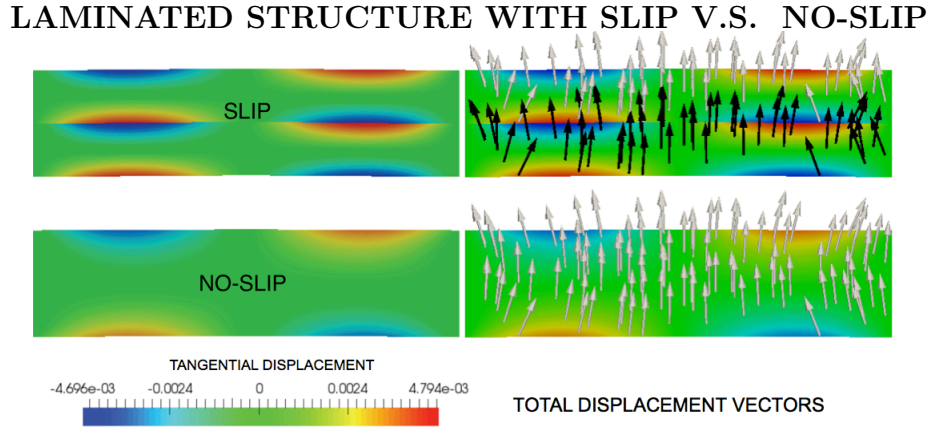 LAMINATED STRUCTURE WITH SLIP V.S. NO-SLIP
SLIP
NO-SLIP
TANGENTIAL DISPLACEMENT
-4.696e-03 -0.0024 0 0.0024 4.794e-03
TOTAL DISPLACEMENT VECTORS